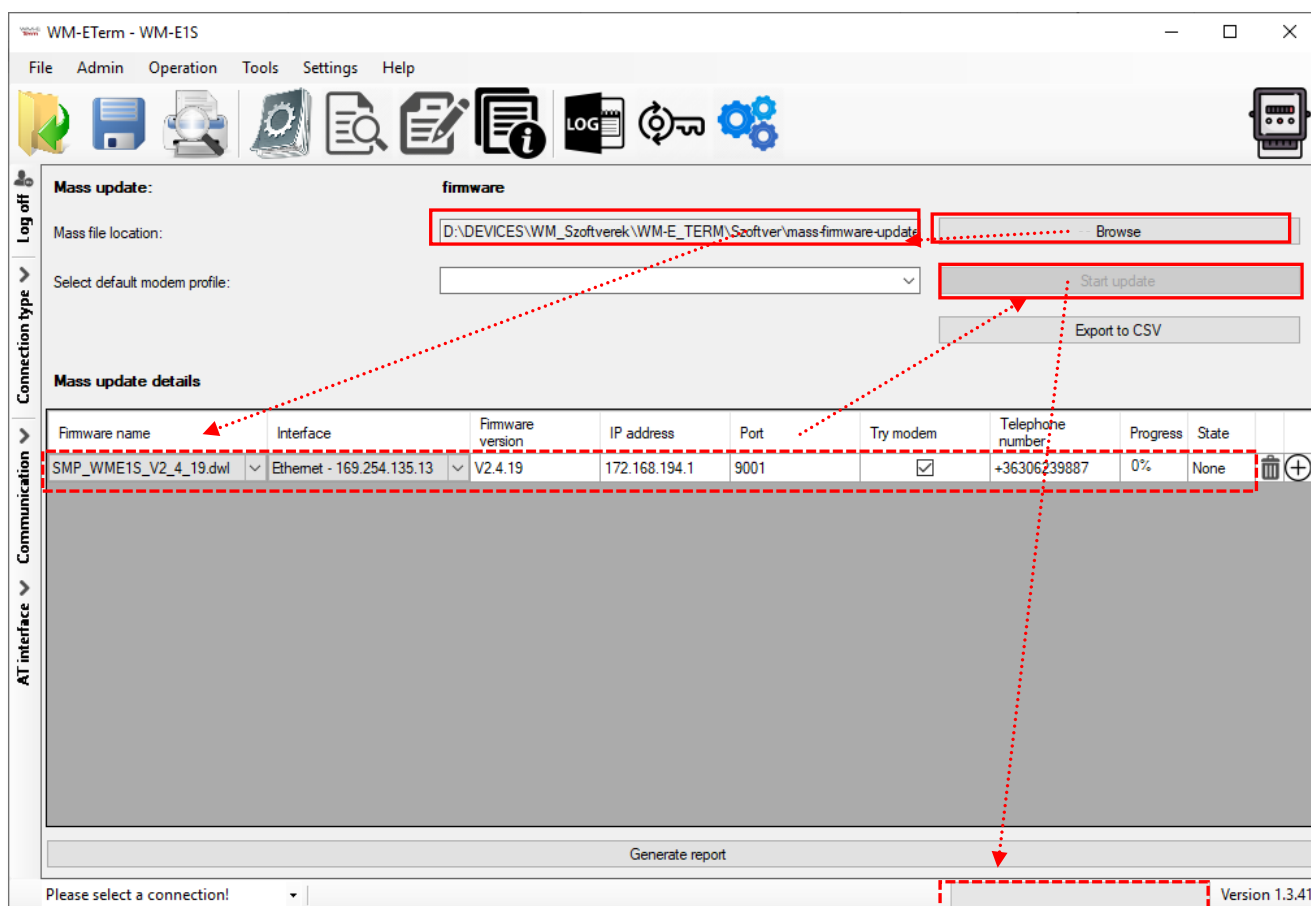 WM-ETerm - WM-E1S
File Admin Operation Tools Settings Help
LOG
Log off
Connection type
Communication
AT interface
Mass update: firmware
Mass file location: D:\DEVICES\WM_Szoftverek\WM-E_TERM\Szoftver\mass-firmware-update Browse
Select default modem profile: Start update
Export to CSV
Mass update details
Firmware name Interface Firmware version IP address Port Try modem Telephone number Progress State
SMP_WME1S_V2_4_19.dwl Ethernet - 169.254.135.13 V2.4.19 172.168.194.1 9001 +36306239887 0% None
Generate report
Please select a connection! Version 1.3.41